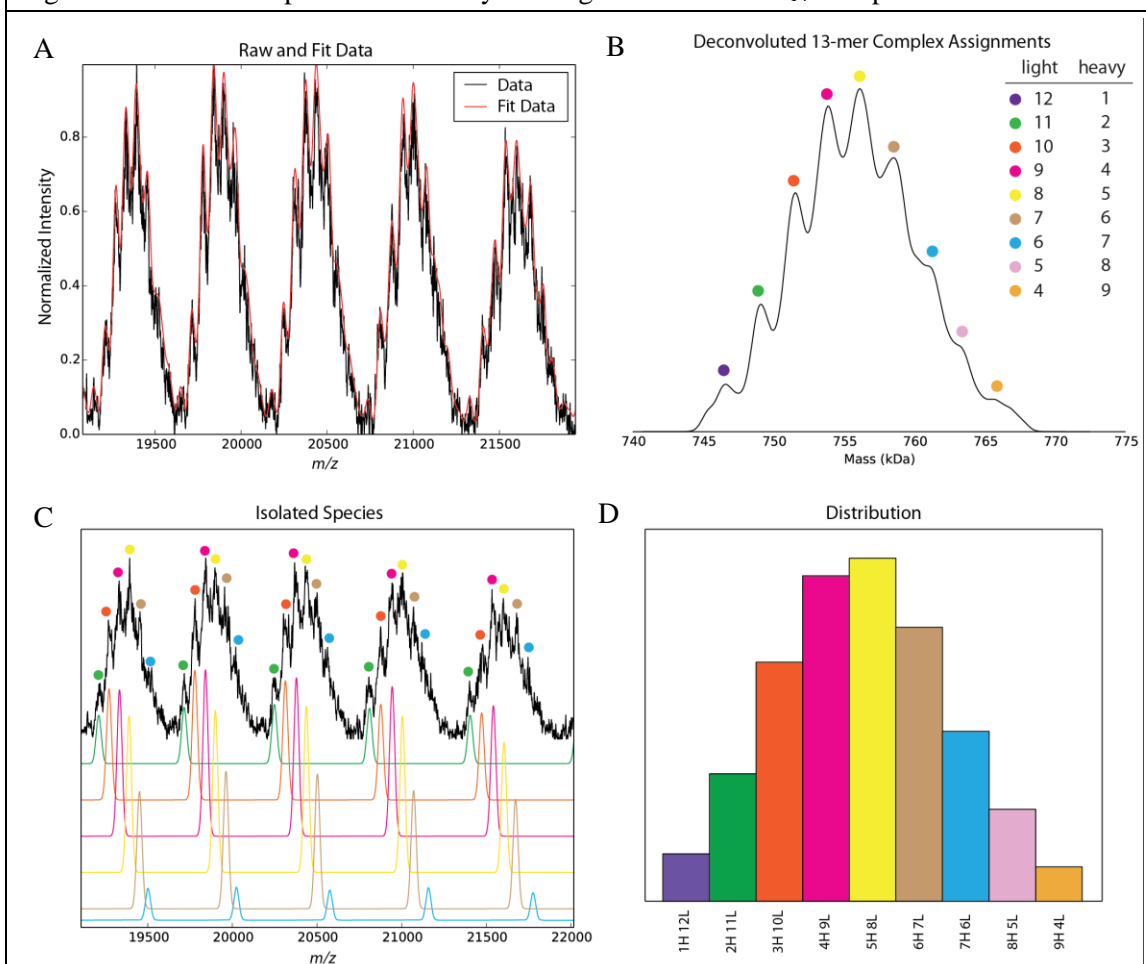 A
Raw and Fit Data
Data
Fit Data
Normalized Intensity
0.8
0.6
0.4
0.2
0.0
19500 20000 20500 21000 21500
m/z
B
Deconvoluted 13-mer Complex Assignments
light heavy
12 1
11 2
10 3
9 4
8 5
7 6
6 7
5 8
4 9
740 745 750 755 760 765 770 775
Mass (kDa)
C
Isolated Species
19500 20000 20500 21000 21500 22000
m/z
D
Distribution
1H 12L
2H 11L
3H 10L
4H 9L
5H 8L
6H 7L
7H 6L
8H 5L
9H 4L